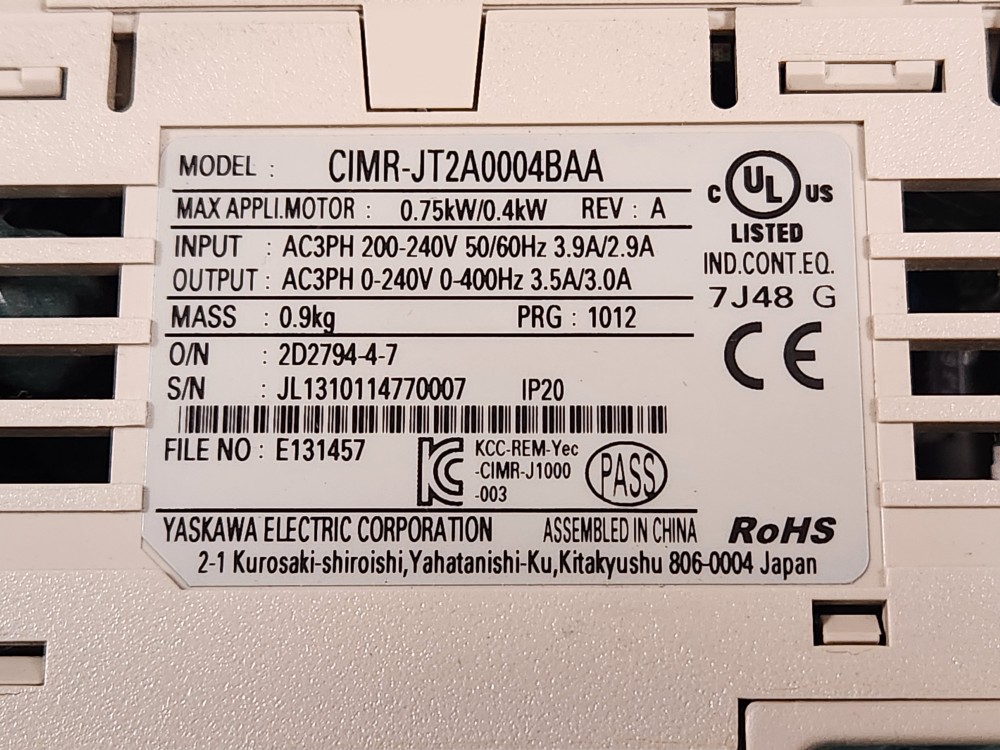 MODEL : CIMR-JT2A0004BAA
MAX APPLI.MOTOR : 0.75kW/0.4kW REV : A
INPUT : AC3PH 200-240V 50/60Hz 3.9A/2.9A
OUTPUT : AC3PH 0-240V 0-400Hz 3.5A/3.0A
MASS : 0.9kg PRG : 1012
O/N : 2D2794-4-7
S/N : JL1310114770007 IP20
FILE NO : E131457
KCC-REM-Yec
-CIMR-J1000
-003
PASS
C UL US
LISTED
IND.CONT.EQ.
7J48 G
CE
YASKAWA ELECTRIC CORPORATION ASSEMBLED IN CHINA RoHS
2-1 Kurosaki-shiroishi,Yahatanishi-Ku,Kitakyushu 806-0004 Japan